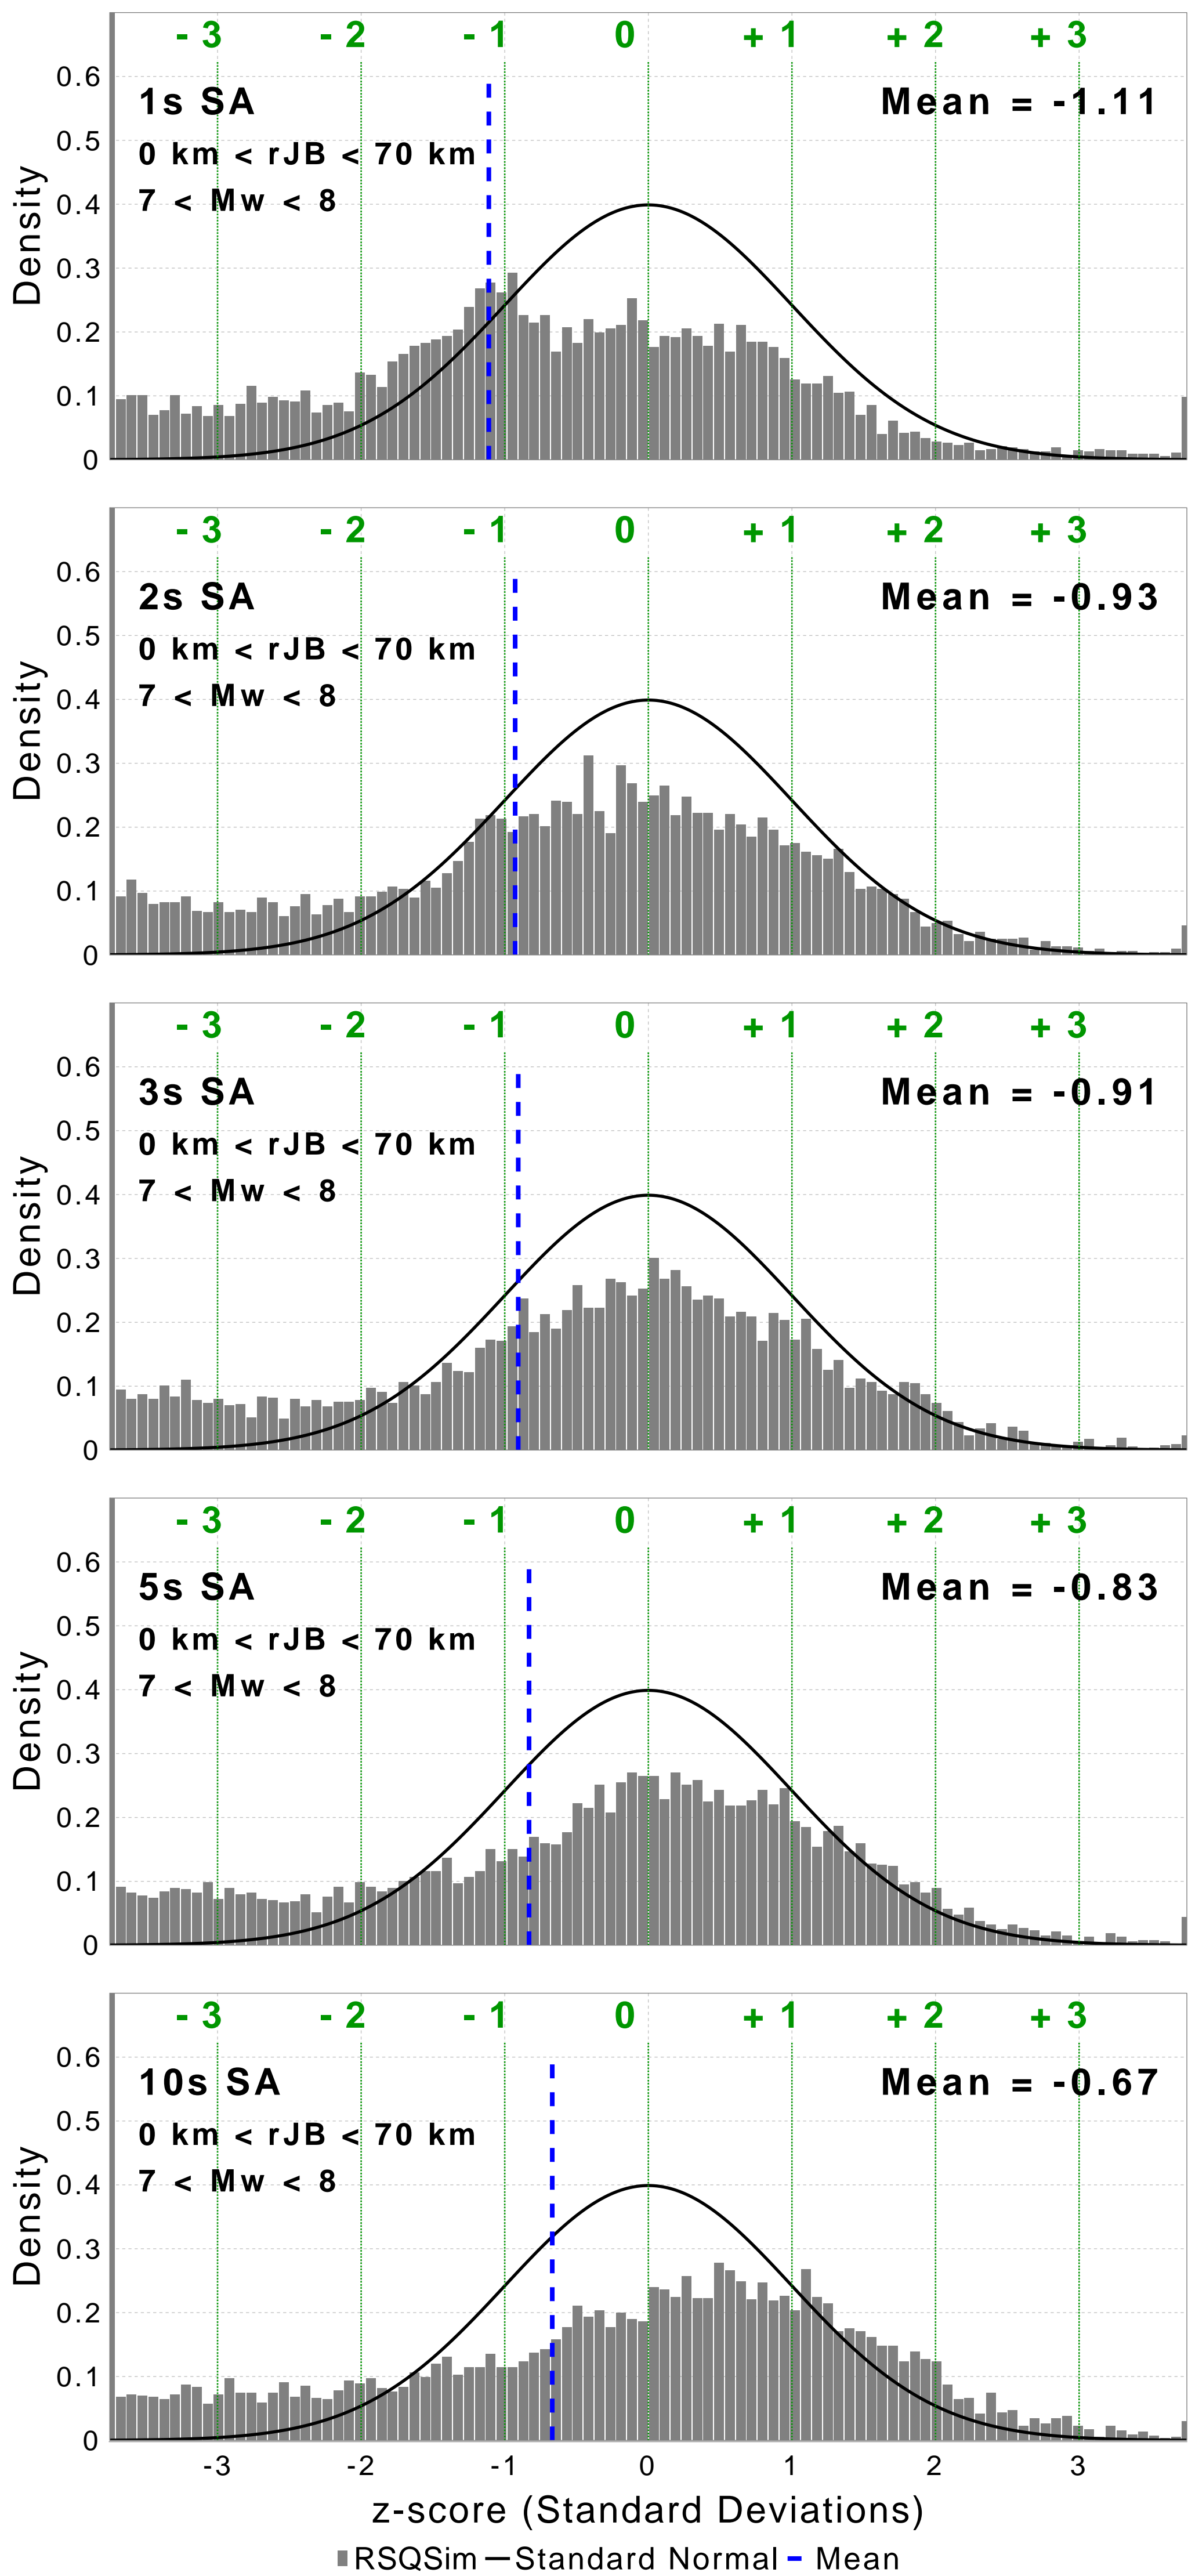 - 3 - 2 - 1 0 + 1 + 2 + 3
0.6
1s SA Mean = -1.11
0.5
0 km < rJB < 70 km
7 < Mw < 8
0.4
Density
0.3
0.2
0.1
0
- 3 - 2 - 1 0 + 1 + 2 + 3
0.6
2s SA Mean = -0.93
0.5
0 km < rJB < 70 km
7 < Mw < 8
0.4
Density
0.3
0.2
0.1
0
- 3 - 2 - 1 0 + 1 + 2 + 3
0.6
3s SA Mean = -0.91
0.5
0 km < rJB < 70 km
7 < Mw < 8
0.4
Density
0.3
0.2
0.1
0
- 3 - 2 - 1 0 + 1 + 2 + 3
0.6
5s SA Mean = -0.83
0.5
0 km < rJB < 70 km
7 < Mw < 8
0.4
Density
0.3
0.2
0.1
0
- 3 - 2 - 1 0 + 1 + 2 + 3
0.6
10s SA Mean = -0.67
0.5
0 km < rJB < 70 km
7 < Mw < 8
0.4
Density
0.3
0.2
0.1
0
-3 -2 -1 0 1 2 3
z-score (Standard Deviations)
RSQSim Standard Normal Mean